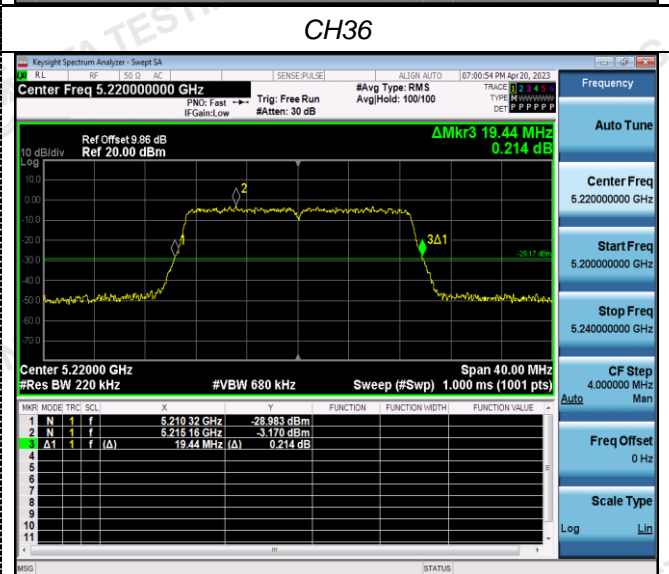 CH36
Keysight Spectrum Analyzer - Swept SA
RL RF 50 Ω AC SENSE:PULSE ALIGN AUTO 07:00:54 PM Apr 20, 2023
Center Freq 5.220000000 GHz
PNO: Fast Trig: Free Run #Avg Type: RMS TRACE 1 2 3 4 5 6
IFGain:Low #Atten: 30 dB Avg|Hold: 100/100 TYPE M WWWWW
DET P P P P P P
Ref Offset 9.86 dB ΔMkr3 19.44 MHz
10 dB/div Ref 20.00 dBm 0.214 dB
Log
10.0
0.00
-10.0
-20.0
-30.0
-40.0
-50.0
-60.0
-70.0
2
1
3Δ1
-29.17 dBm
Center 5.22000 GHz Span 40.00 MHz
#Res BW 220 kHz #VBW 680 kHz Sweep (#Swp) 1.000 ms (1001 pts)
MKR MODE TRC SCL X Y FUNCTION FUNCTION WIDTH FUNCTION VALUE
1 N 1 f 5.210 32 GHz -28.983 dBm
2 N 1 f 5.215 16 GHz -3.170 dBm
3 Δ1 1 f (Δ) 19.44 MHz (Δ) 0.214 dB
4
5
6
7
8
9
10
11
MSG STATUS
Frequency
Auto Tune
Center Freq
5.220000000 GHz
Start Freq
5.200000000 GHz
Stop Freq
5.240000000 GHz
CF Step
4.000000 MHz
Auto Man
Freq Offset
0 Hz
Scale Type
Log Lin